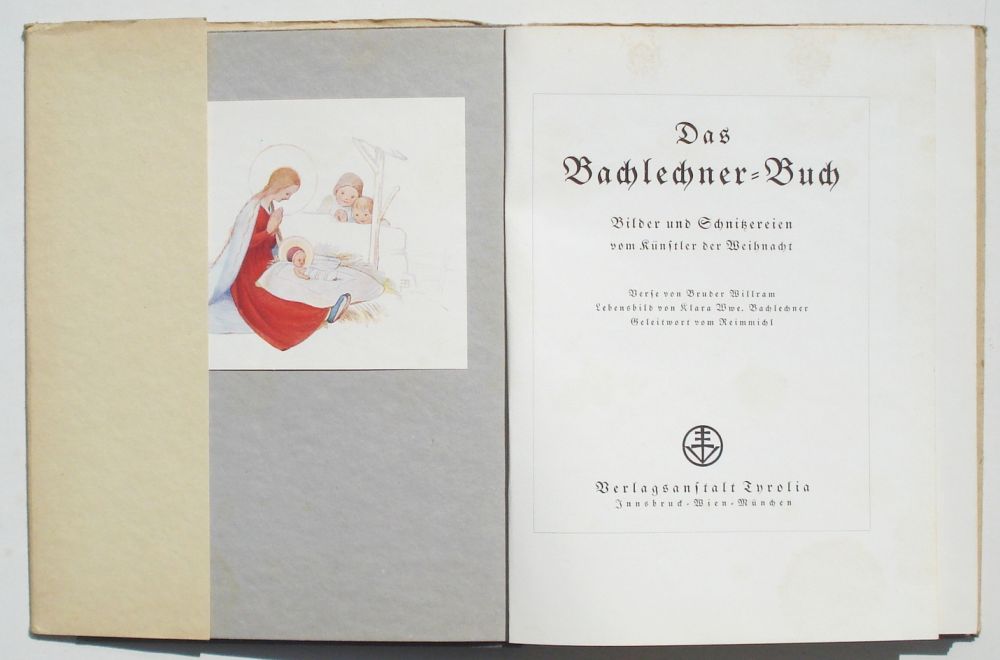 Das
Bachlechner-Buch
Bilder und Schnitzereien
vom Künstler der Weihnacht
Verse von Bruder Willram
Lebensbild von Klara Wwe. Bachlechner
Geleitwort vom Reimmichl
Verlagsanstalt Tyrolia
Innsbruck-Wien-München